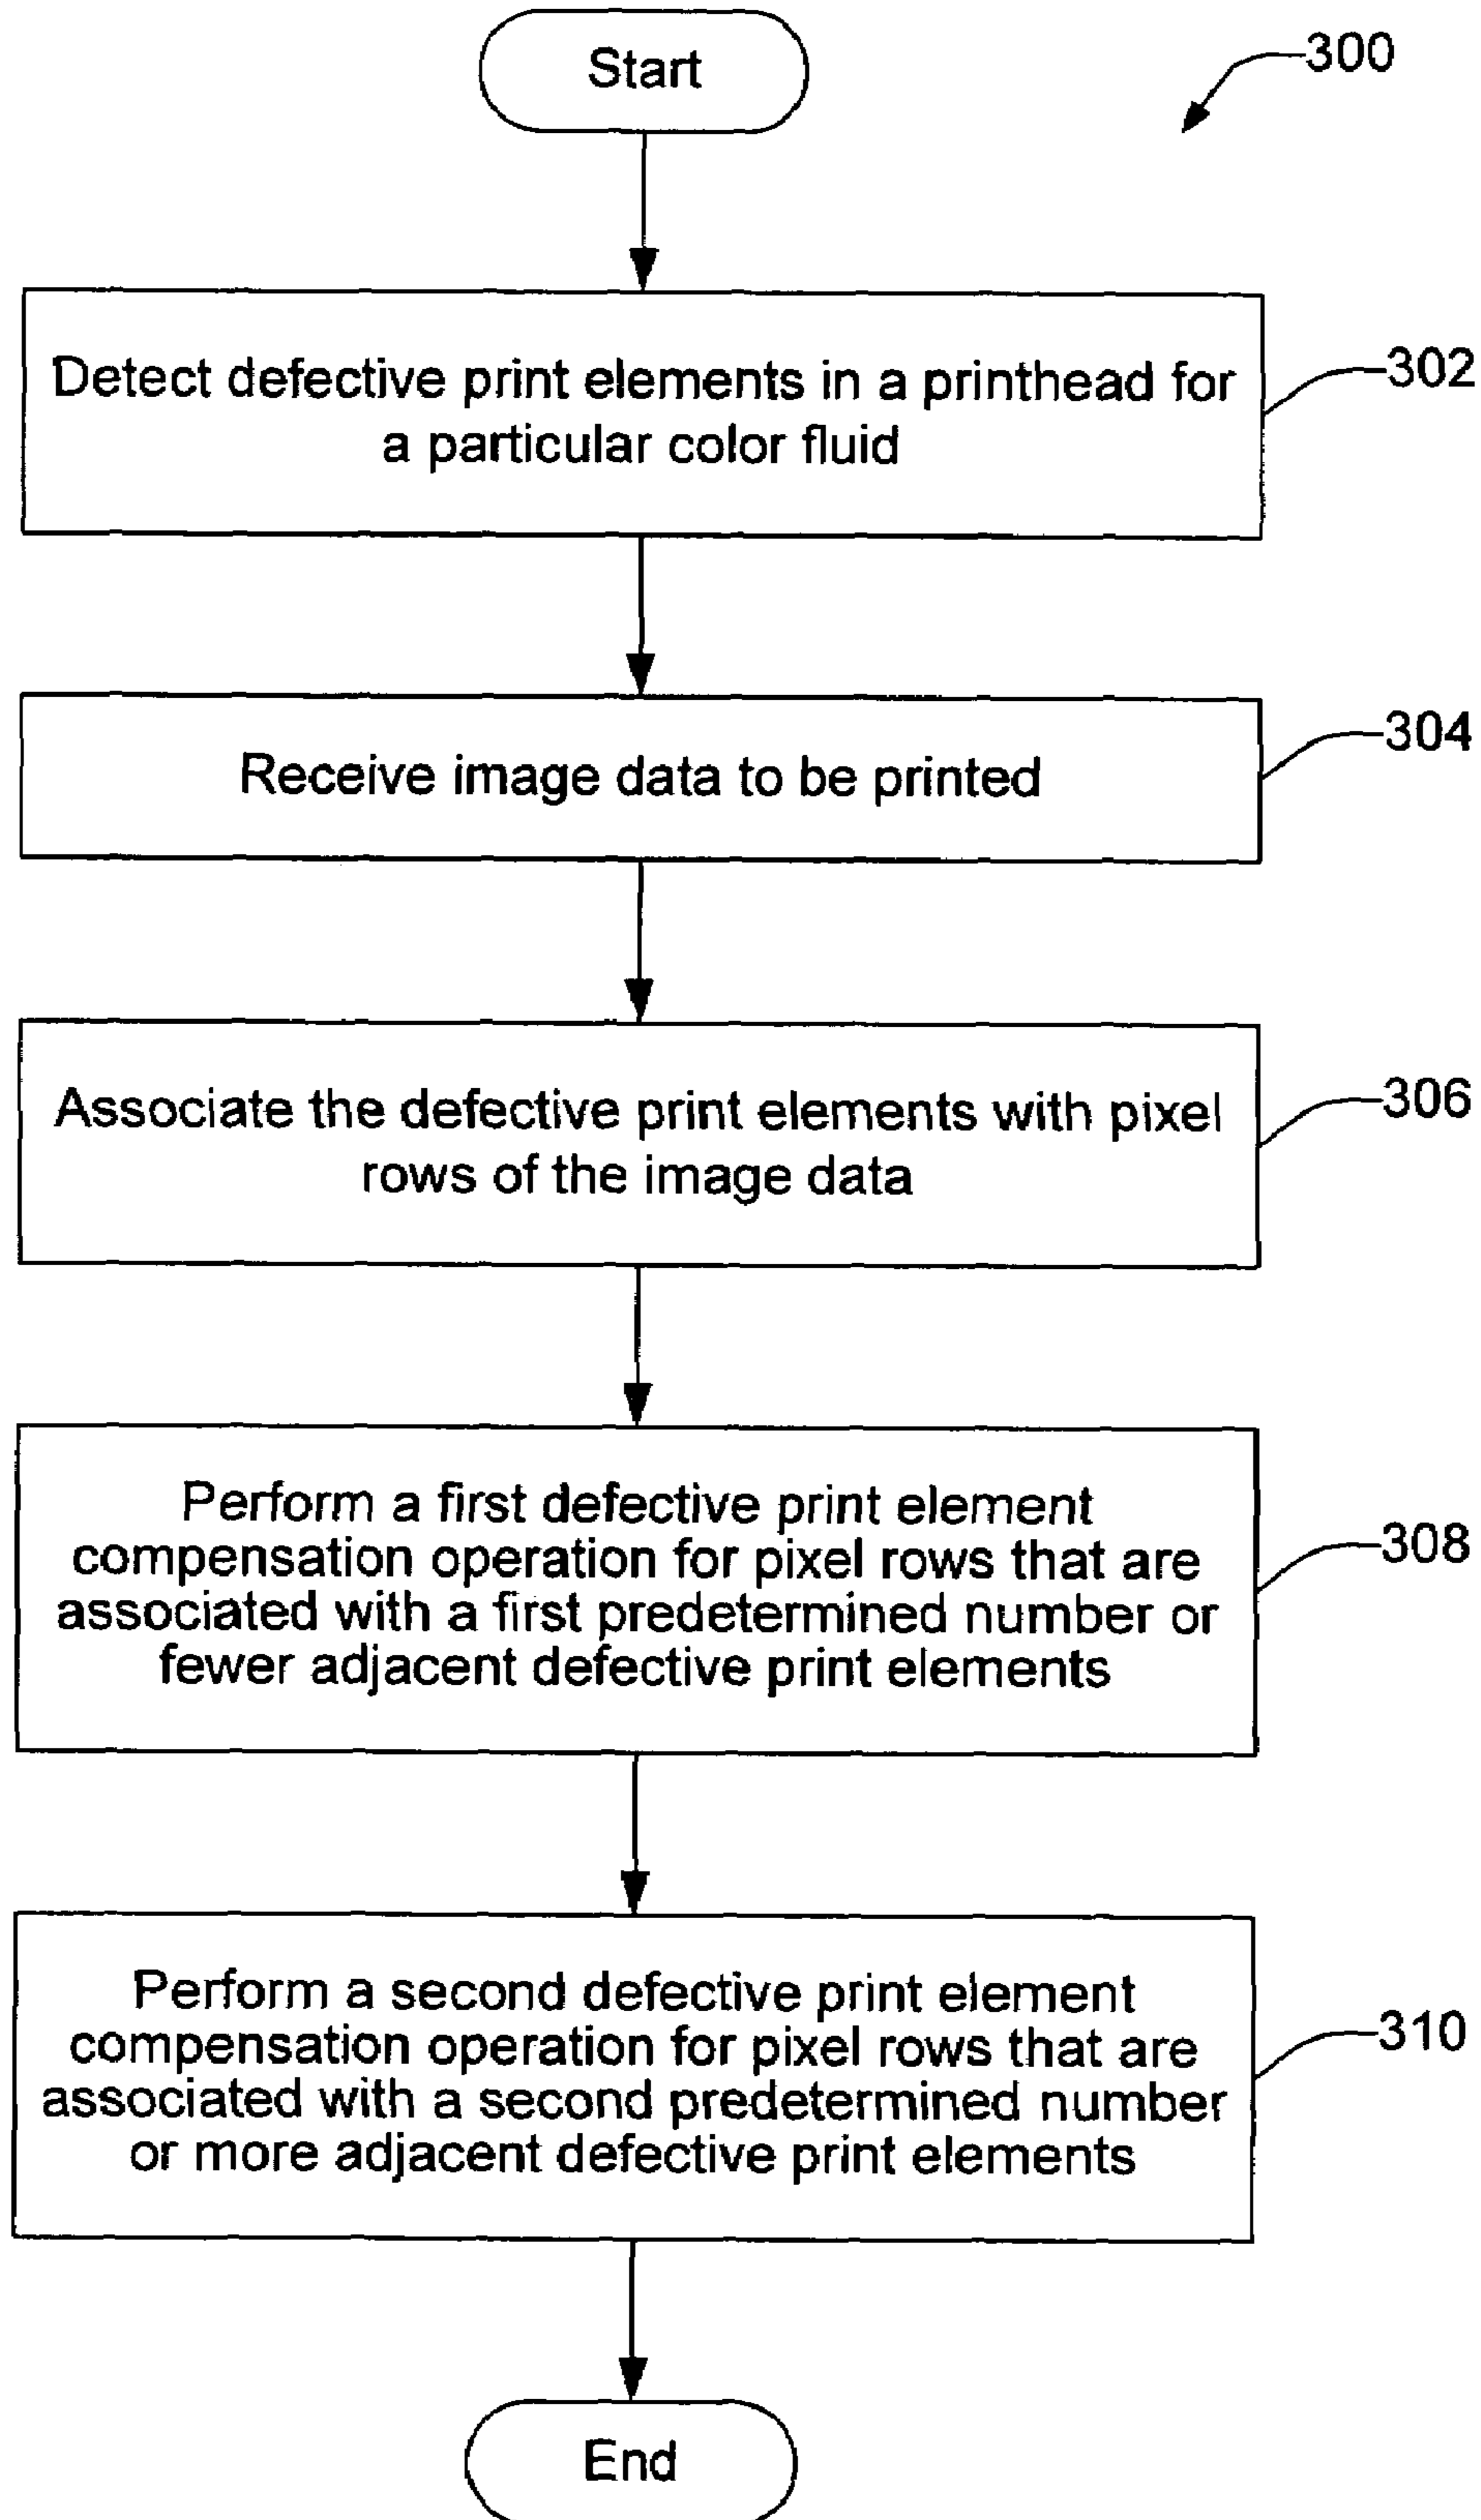 Start
300
Detect defective print elements in a printhead for
a particular color fluid
302
Receive image data to be printed
304
Associate the defective print elements with pixel
rows of the image data
306
Perform a first defective print element
compensation operation for pixel rows that are
associated with a first predetermined number or
fewer adjacent defective print elements
308
Perform a second defective print element
compensation operation for pixel rows that are
associated with a second predetermined number
or more adjacent defective print elements
310
End